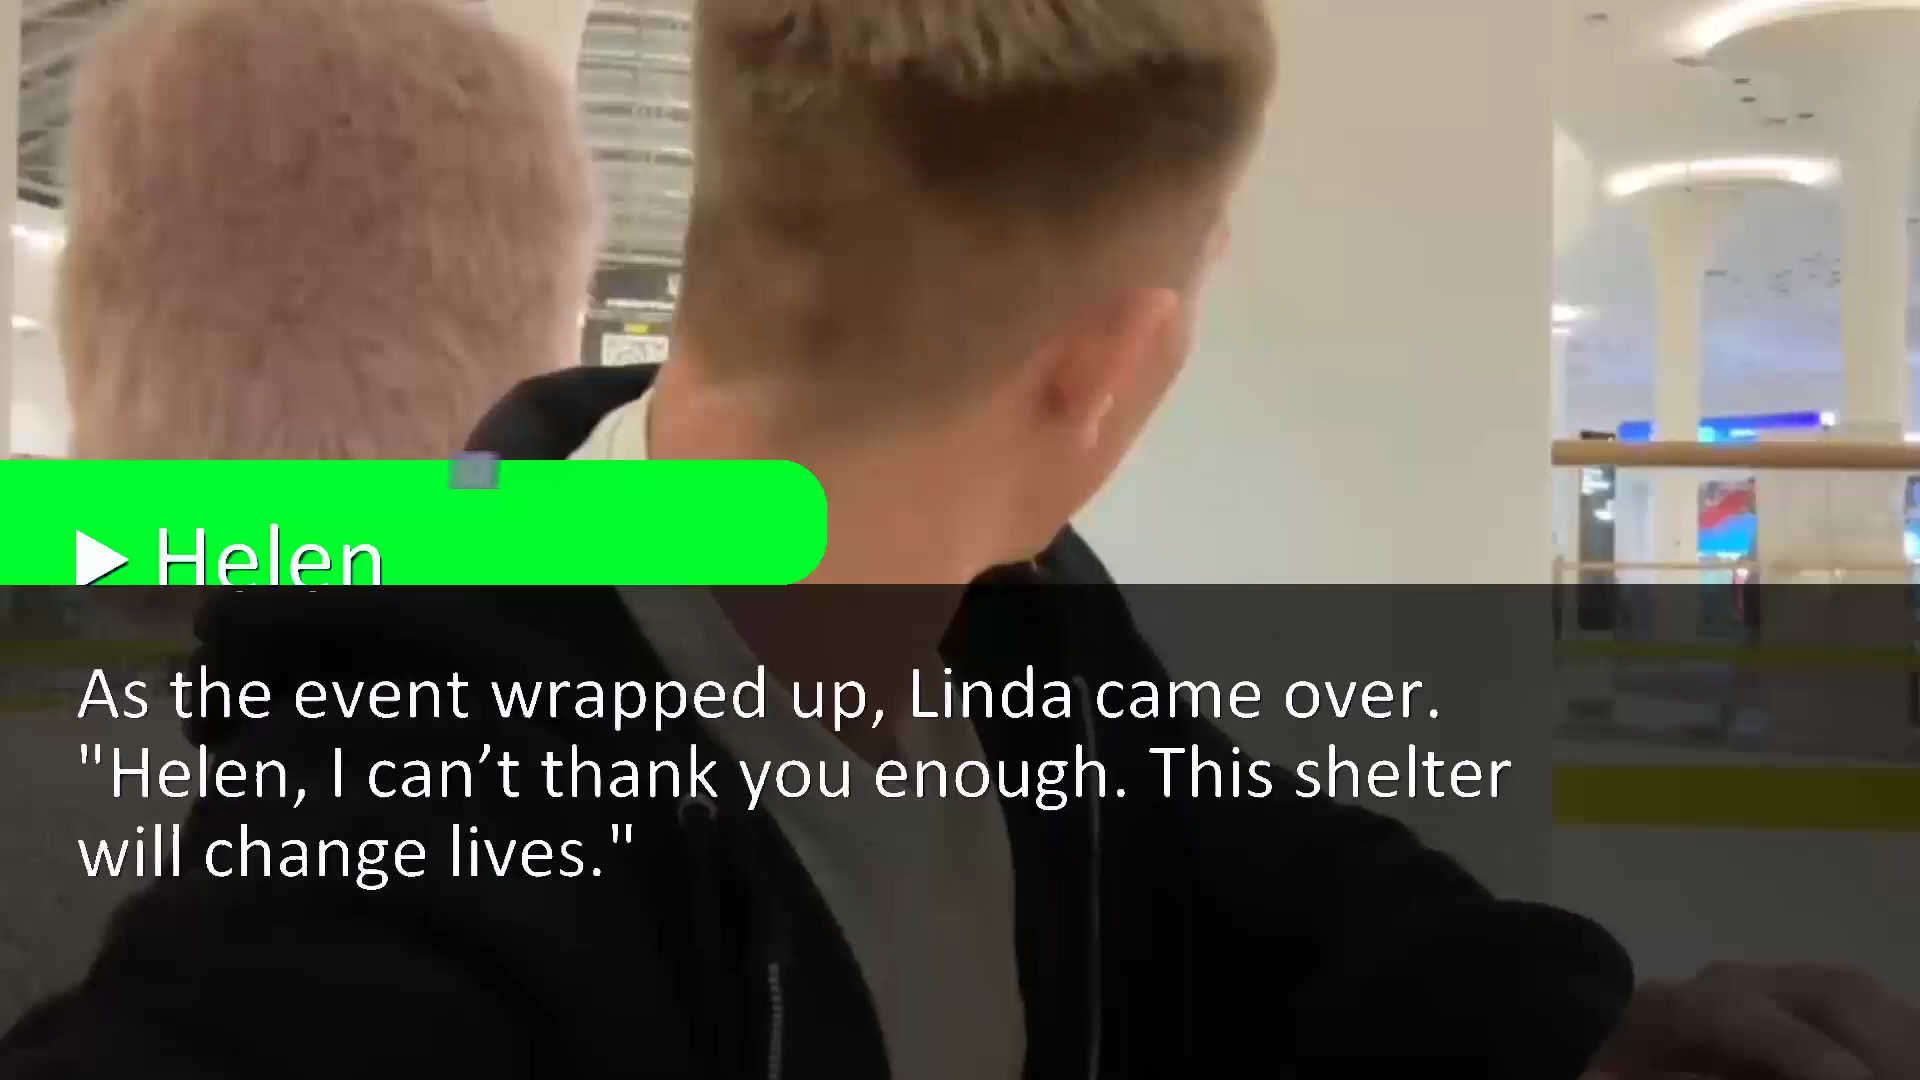 ▶ Helen
As the event wrapped up, Linda came over.
"Helen, I can’t thank you enough. This shelter
will change lives."